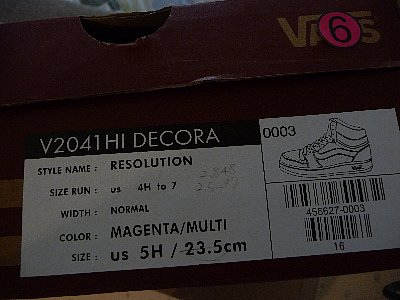 VANS
6
V2041HI DECORA
0003
STYLE NAME : RESOLUTION
SIZE RUN : us 4H to 7
WIDTH : NORMAL
COLOR : MAGENTA/MULTI
SIZE : us 5H / 23.5cm
456627-0003
16